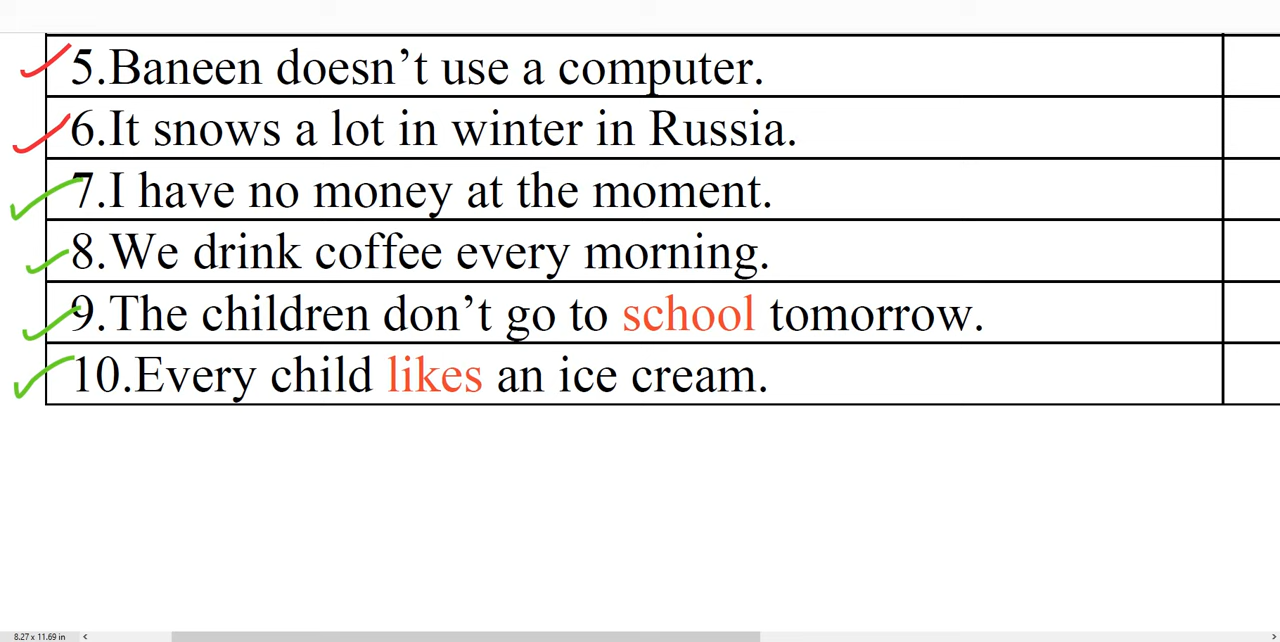 5.Baneen doesn’t use a computer.
6.It snows a lot in winter in Russia.
7.I have no money at the moment.
8.We drink coffee every morning.
9.The children don’t go to school tomorrow.
10.Every child likes an ice cream.
8.27 x 11.69 in